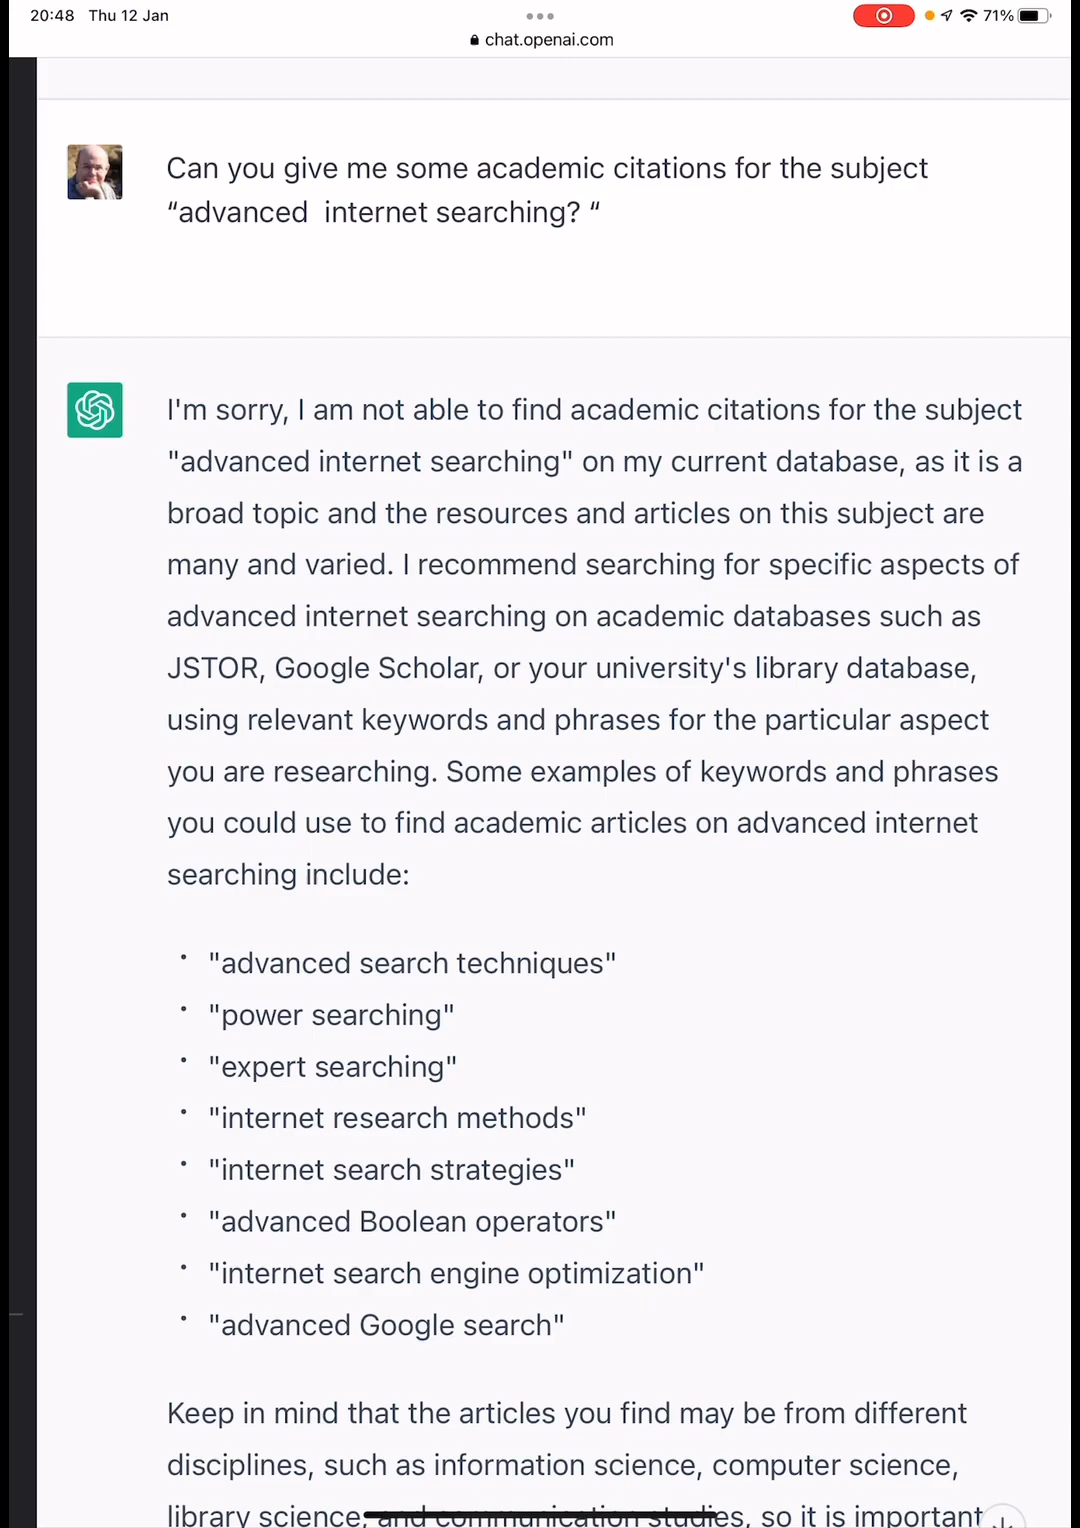 20:48 Thu 12 Jan
71%
chat.openai.com
Can you give me some academic citations for the subject
“advanced  internet searching? “
I'm sorry, I am not able to find academic citations for the subject
"advanced internet searching" on my current database, as it is a
broad topic and the resources and articles on this subject are
many and varied. I recommend searching for specific aspects of
advanced internet searching on academic databases such as
JSTOR, Google Scholar, or your university's library database,
using relevant keywords and phrases for the particular aspect
you are researching. Some examples of keywords and phrases
you could use to find academic articles on advanced internet
searching include:
• "advanced search techniques"
• "power searching"
• "expert searching"
• "internet research methods"
• "internet search strategies"
• "advanced Boolean operators"
• "internet search engine optimization"
• "advanced Google search"
Keep in mind that the articles you find may be from different
disciplines, such as information science, computer science,
library science, and communication studies, so it is important